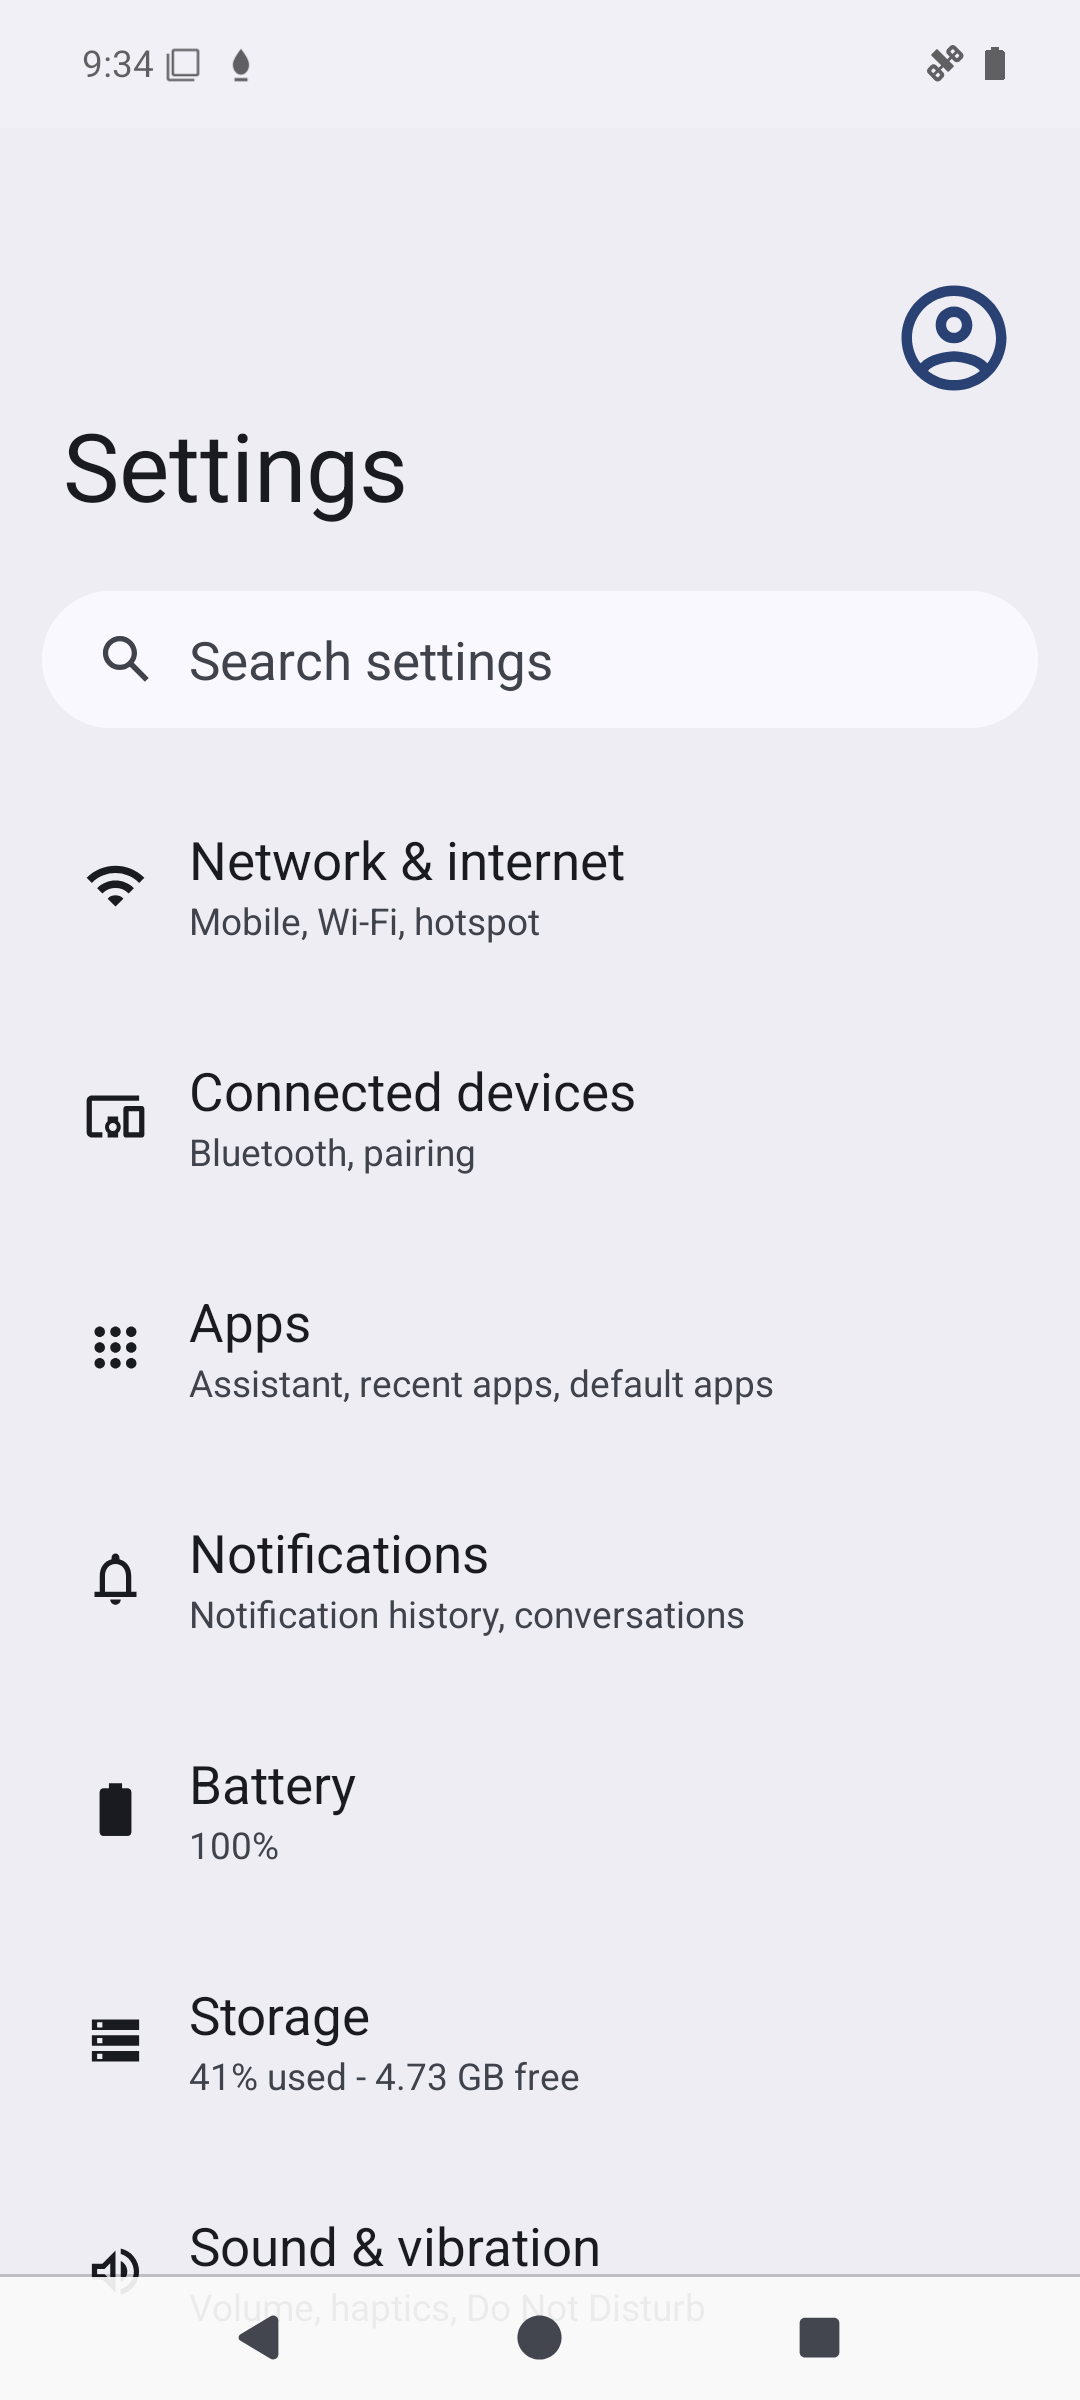 9:34
Settings
Search settings
Network & internet
Mobile, Wi-Fi, hotspot
Connected devices
Bluetooth, pairing
Apps
Assistant, recent apps, default apps
Notifications
Notification history, conversations
Battery
100%
Storage
41% used - 4.73 GB free
Sound & vibration
Volume, haptics, Do Not Disturb